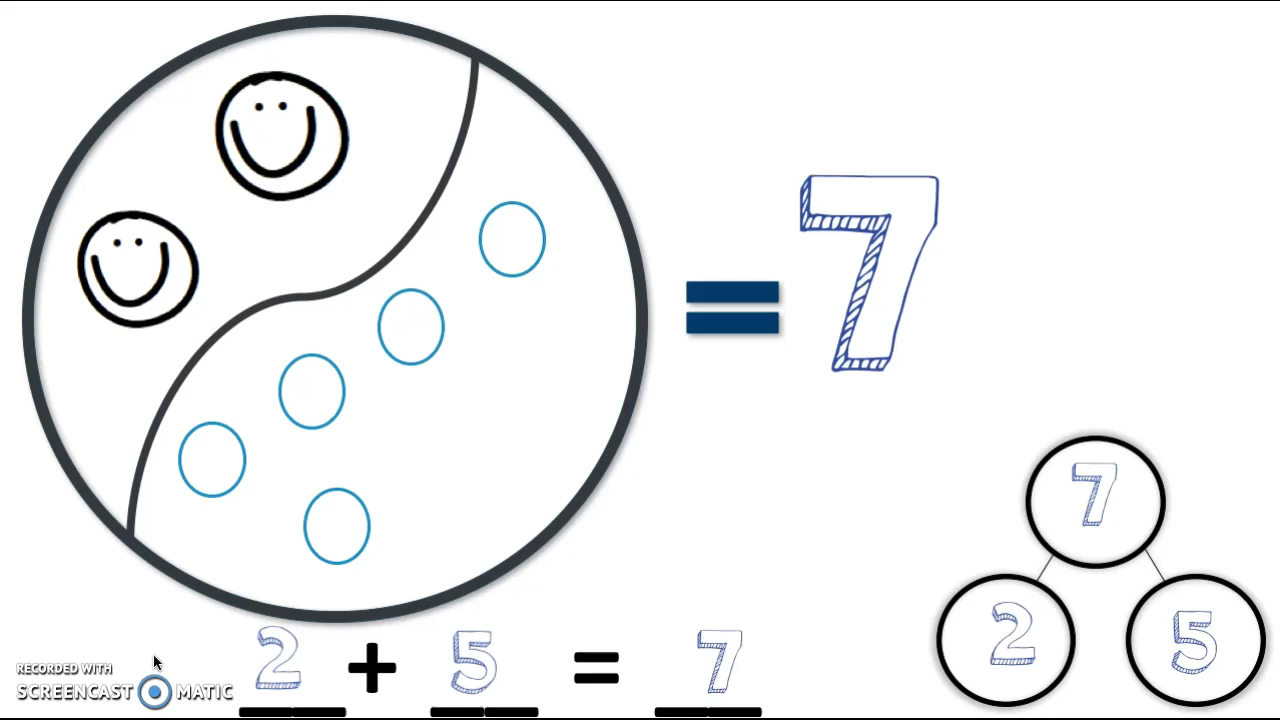 = 7
7
2 5
2 + 5 = 7
RECORDED WITH
SCREENCAST MATIC